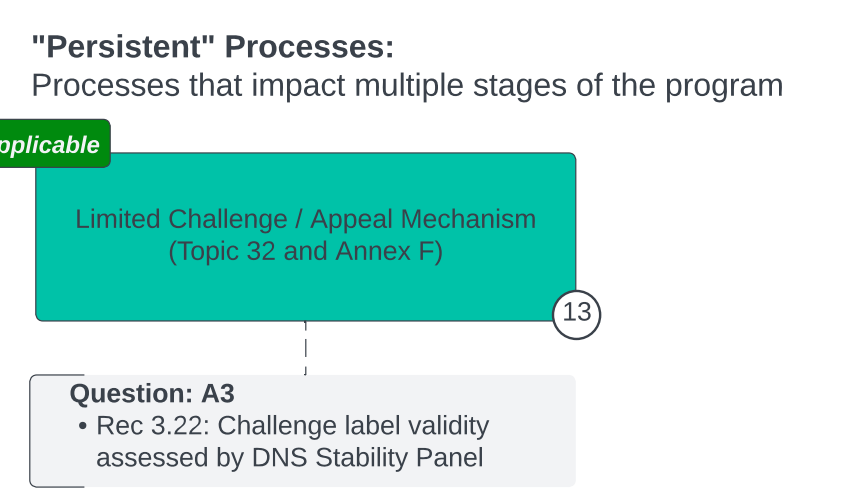 "Persistent" Processes:
Processes that impact multiple stages of the program
pplicable
Limited Challenge / Appeal Mechanism
(Topic 32 and Annex F)
13
Question: A3
• Rec 3.22: Challenge label validity
assessed by DNS Stability Panel